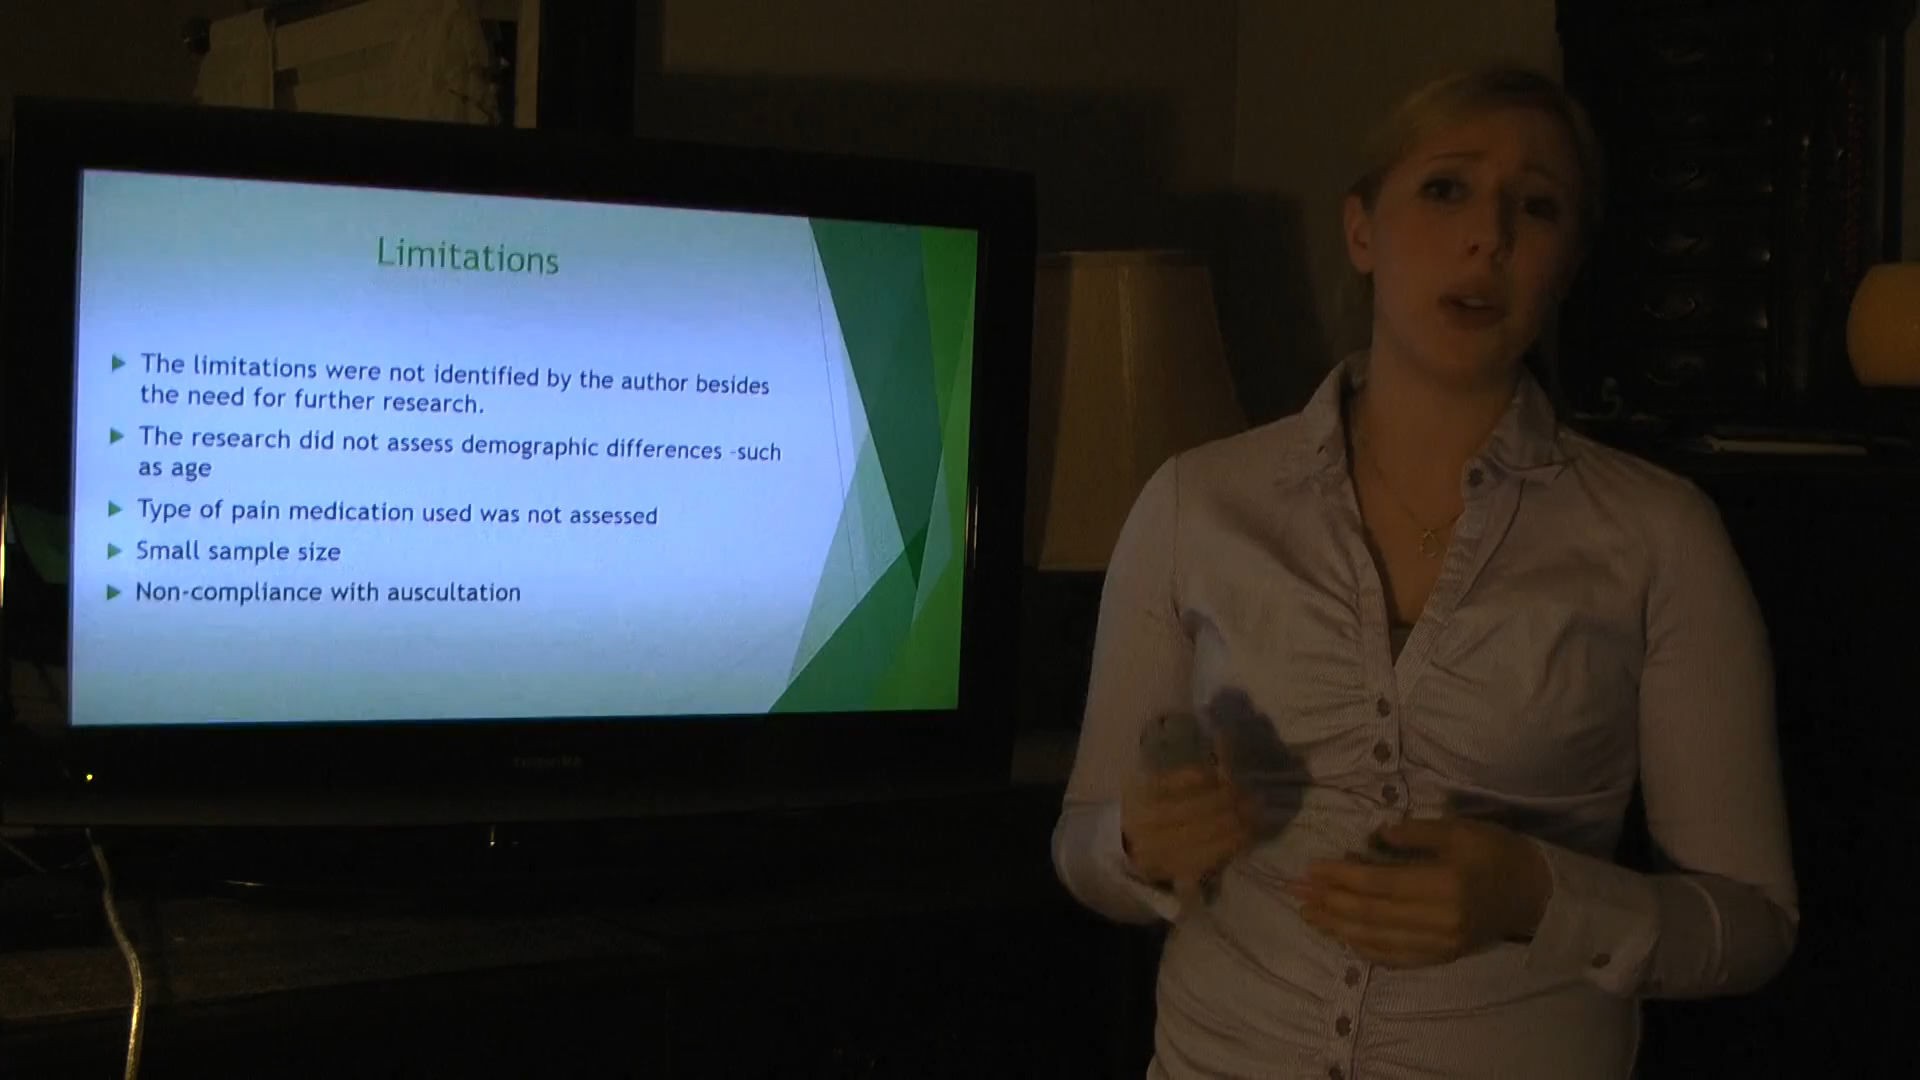 Limitations
The limitations were not identified by the author besides
the need for further research.
The research did not assess demographic differences -such
as age
Type of pain medication used was not assessed
Small sample size
Non-compliance with auscultation